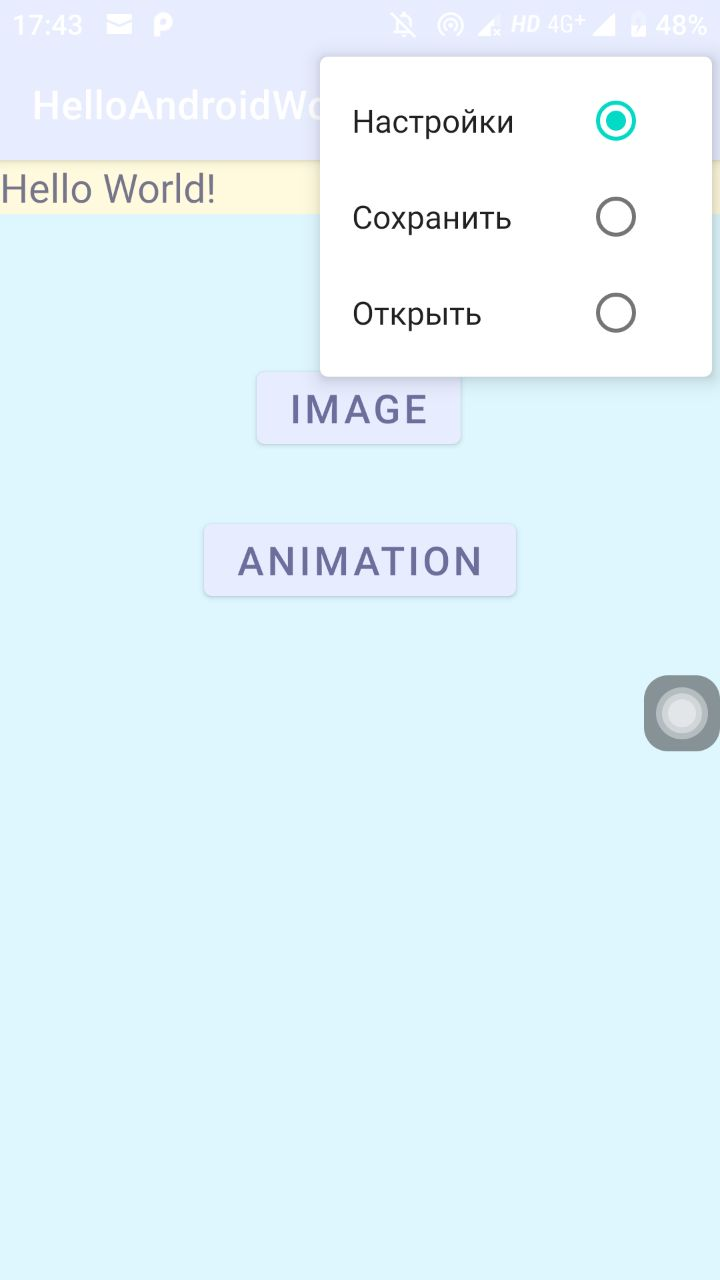 17:43 HD 4G+ 48%
HelloAndroidWo
Настройки
Сохранить
Открыть
Hello World!
IMAGE
ANIMATION